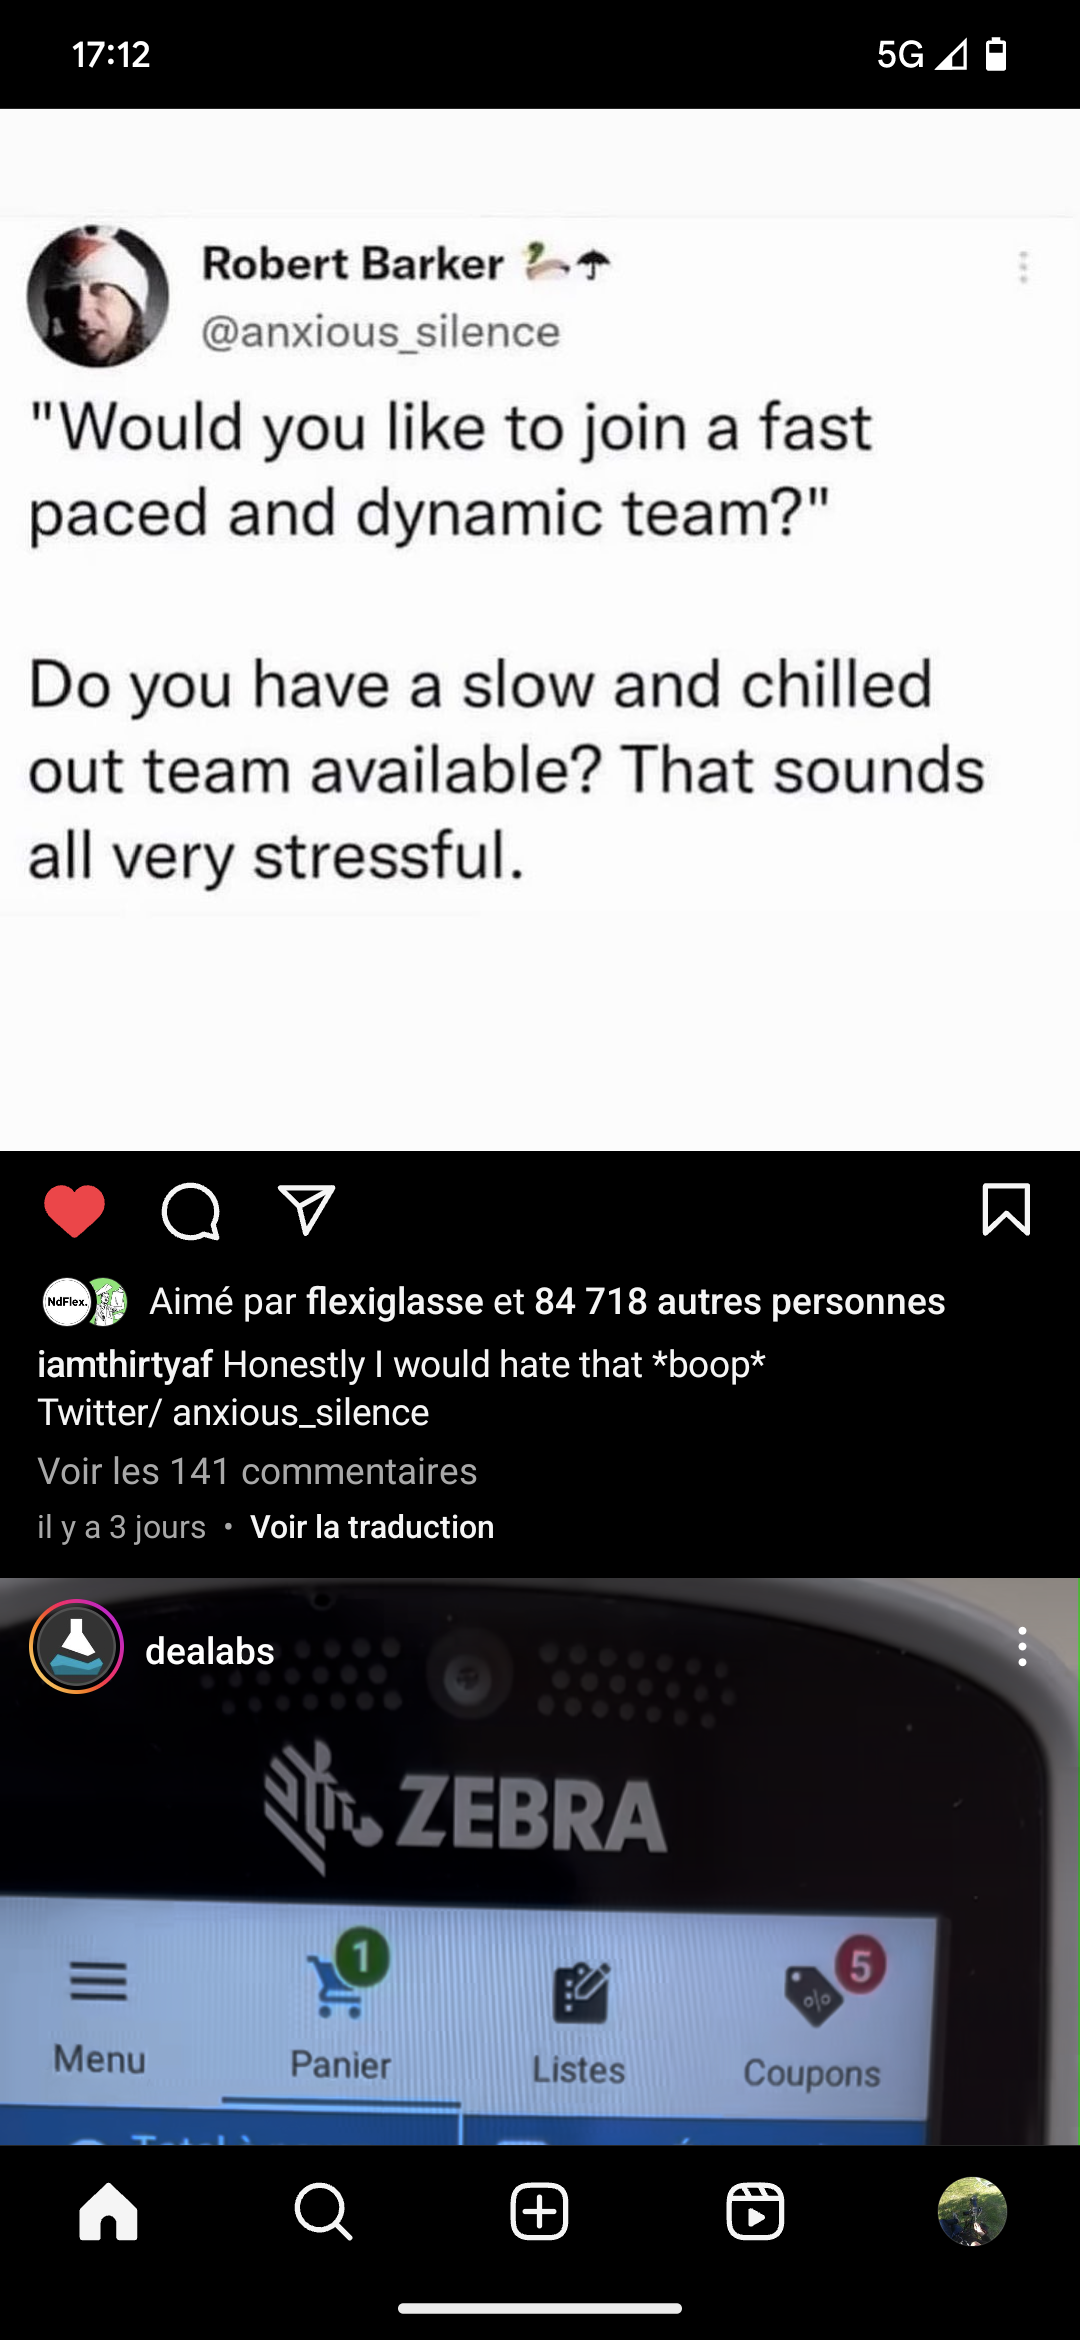 17:12
5G
Robert Barker
@anxious_silence
"Would you like to join a fast
paced and dynamic team?"
Do you have a slow and chilled
out team available? That sounds
all very stressful.
NdFlex.
Aimé par flexiglasse et 84 718 autres personnes
iamthirtyaf Honestly I would hate that *boop*
Twitter/ anxious_silence
Voir les 141 commentaires
il y a 3 jours • Voir la traduction
dealabs
ZEBRA
1
5
%
Menu
Panier
Listes
Coupons